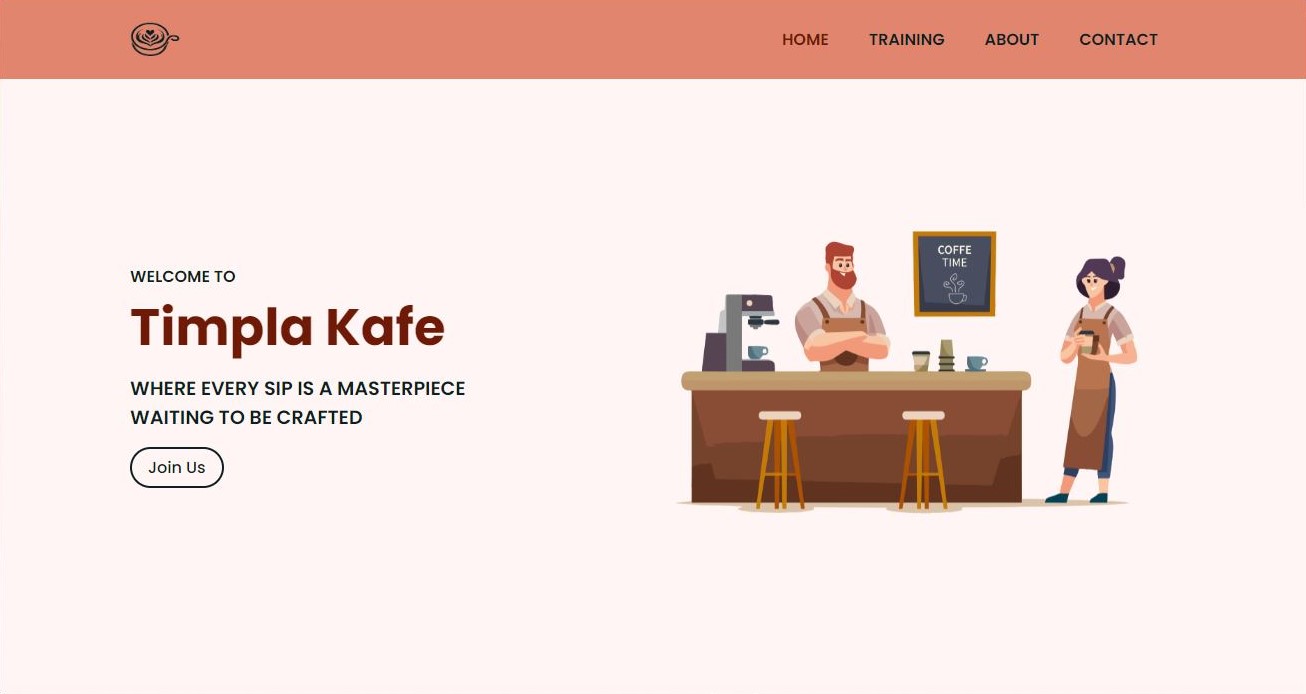 HOME TRAINING ABOUT CONTACT
WELCOME TO
Timpla Kafe
WHERE EVERY SIP IS A MASTERPIECE
WAITING TO BE CRAFTED
Join Us
COFFE
TIME